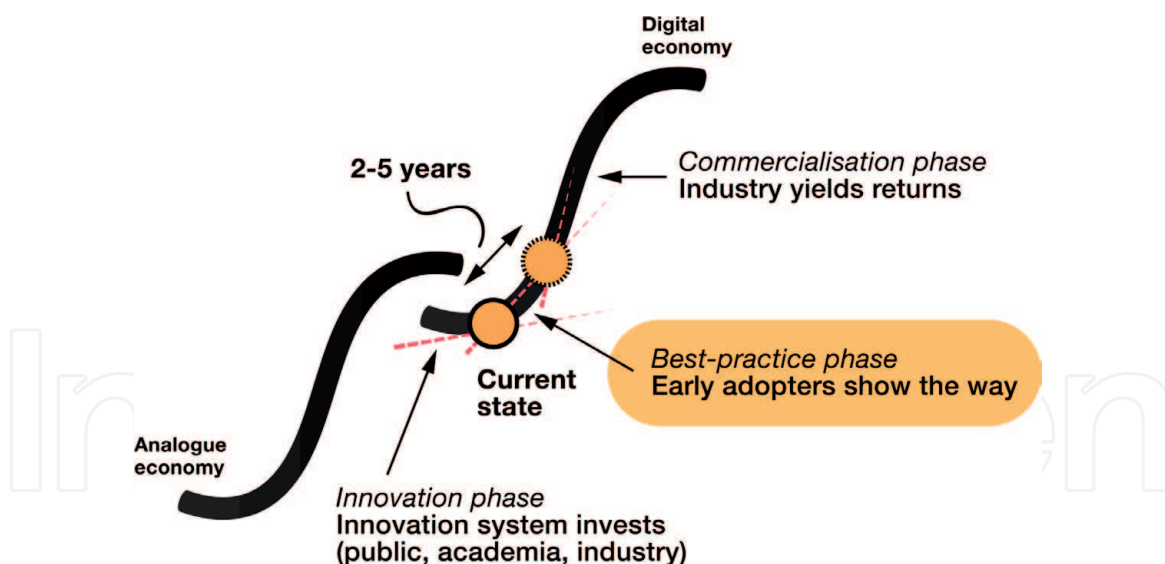 Digital
economy
2-5 years
Commercialisation phase
Industry yields returns
Best-practice phase
Early adopters show the way
Current
state
Analogue
economy
Innovation phase
Innovation system invests
(public, academia, industry)